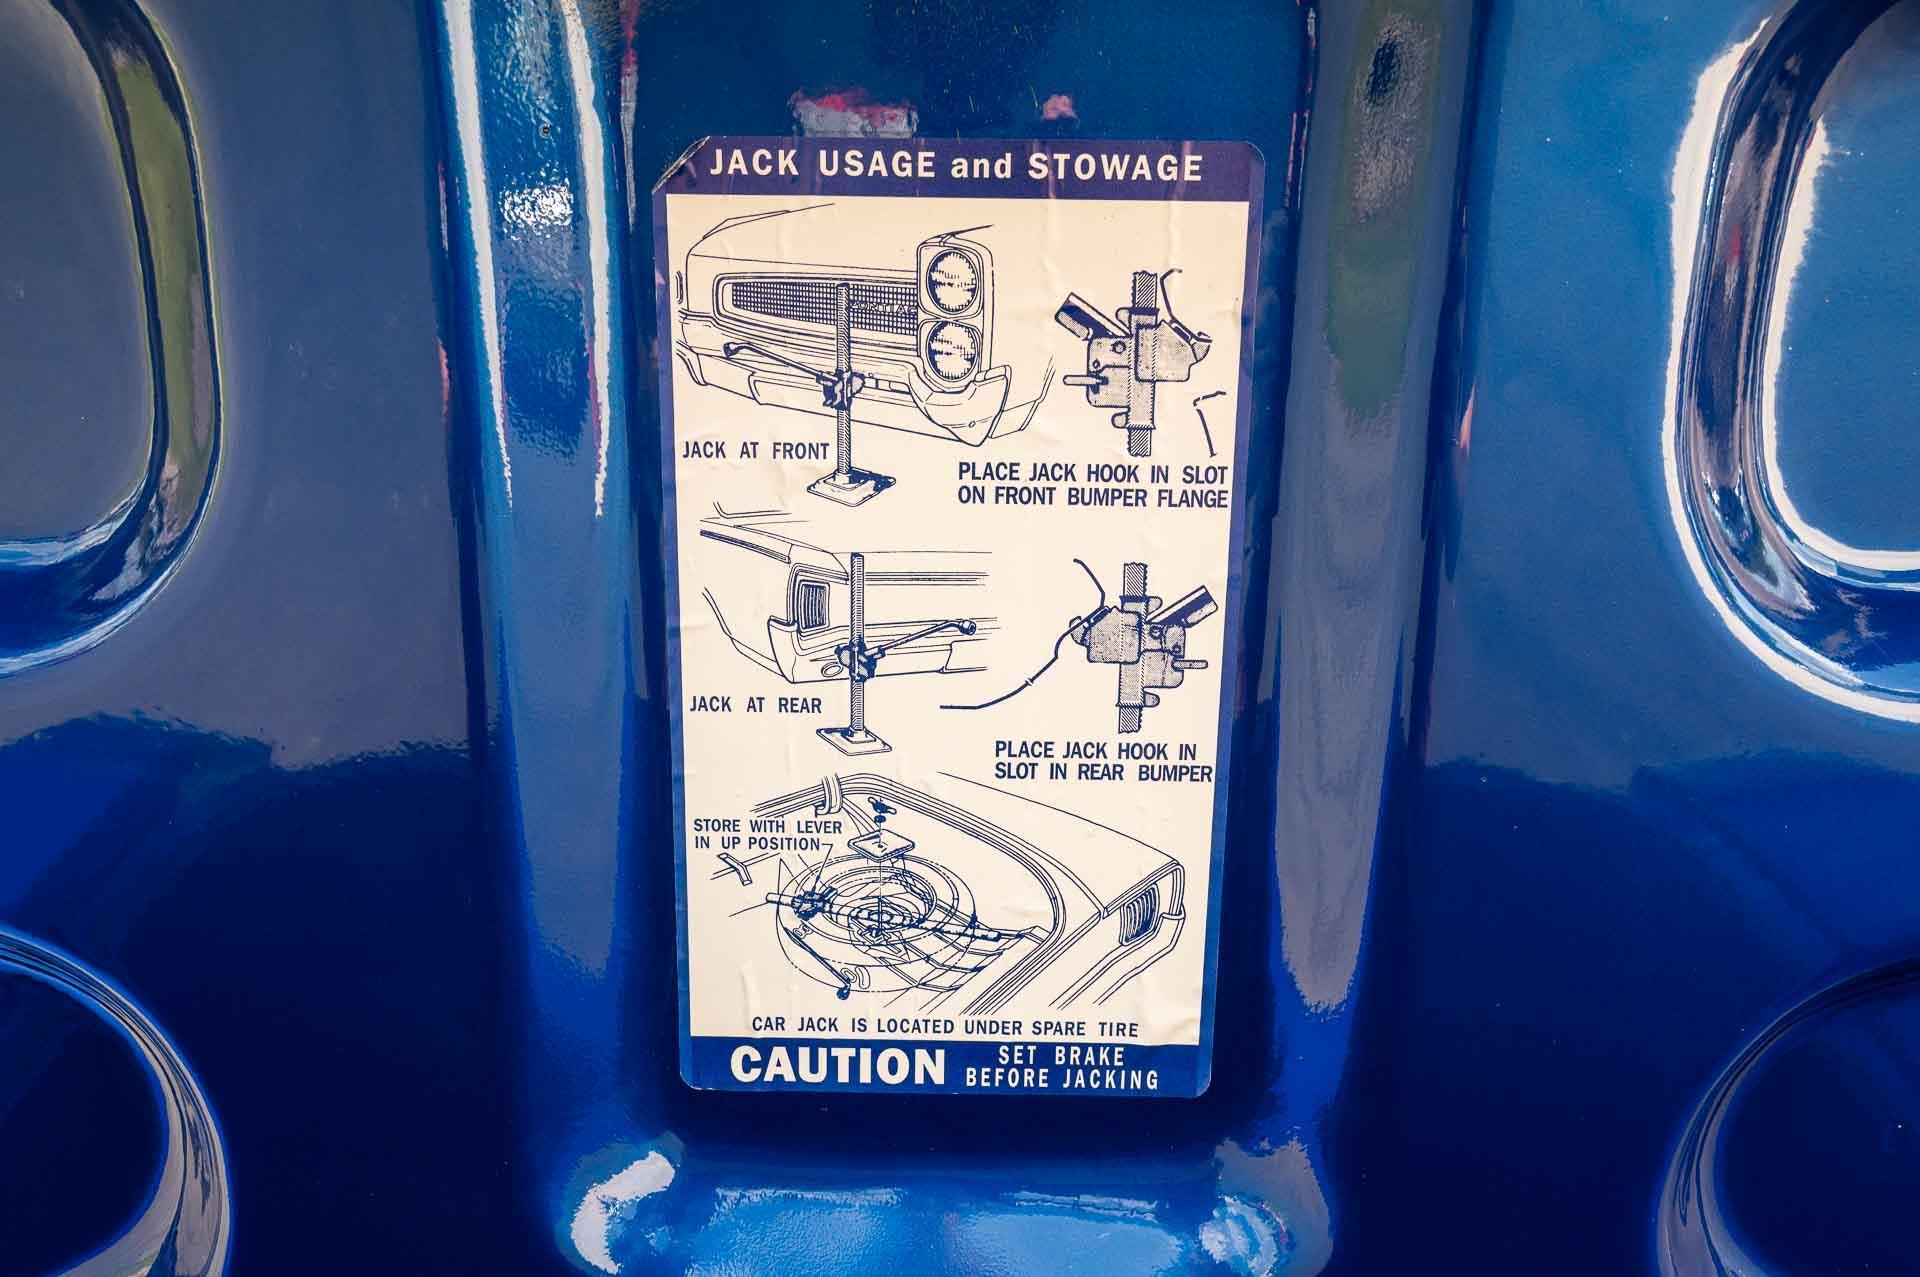 JACK USAGE and STOWAGE
PONTIAC
JACK AT FRONT
PLACE JACK HOOK IN SLOT
ON FRONT BUMPER FLANGE
JACK AT REAR
PLACE JACK HOOK IN
SLOT IN REAR BUMPER
STORE WITH LEVER
IN UP POSITION
CAR JACK IS LOCATED UNDER SPARE TIRE
CAUTION
SET BRAKE
BEFORE JACKING